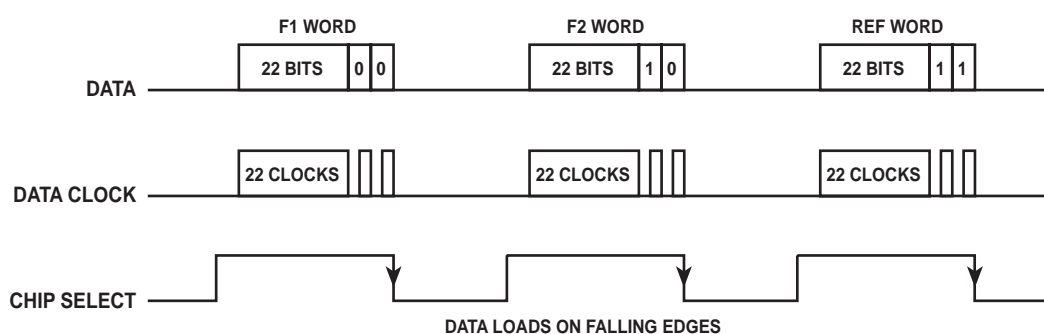 F1 WORD F2 WORD REF WORD
DATA 22 BITS 0 0 22 BITS 1 0 22 BITS 1 1
DATA CLOCK 22 CLOCKS 22 CLOCKS 22 CLOCKS
CHIP SELECT
DATA LOADS ON FALLING EDGES